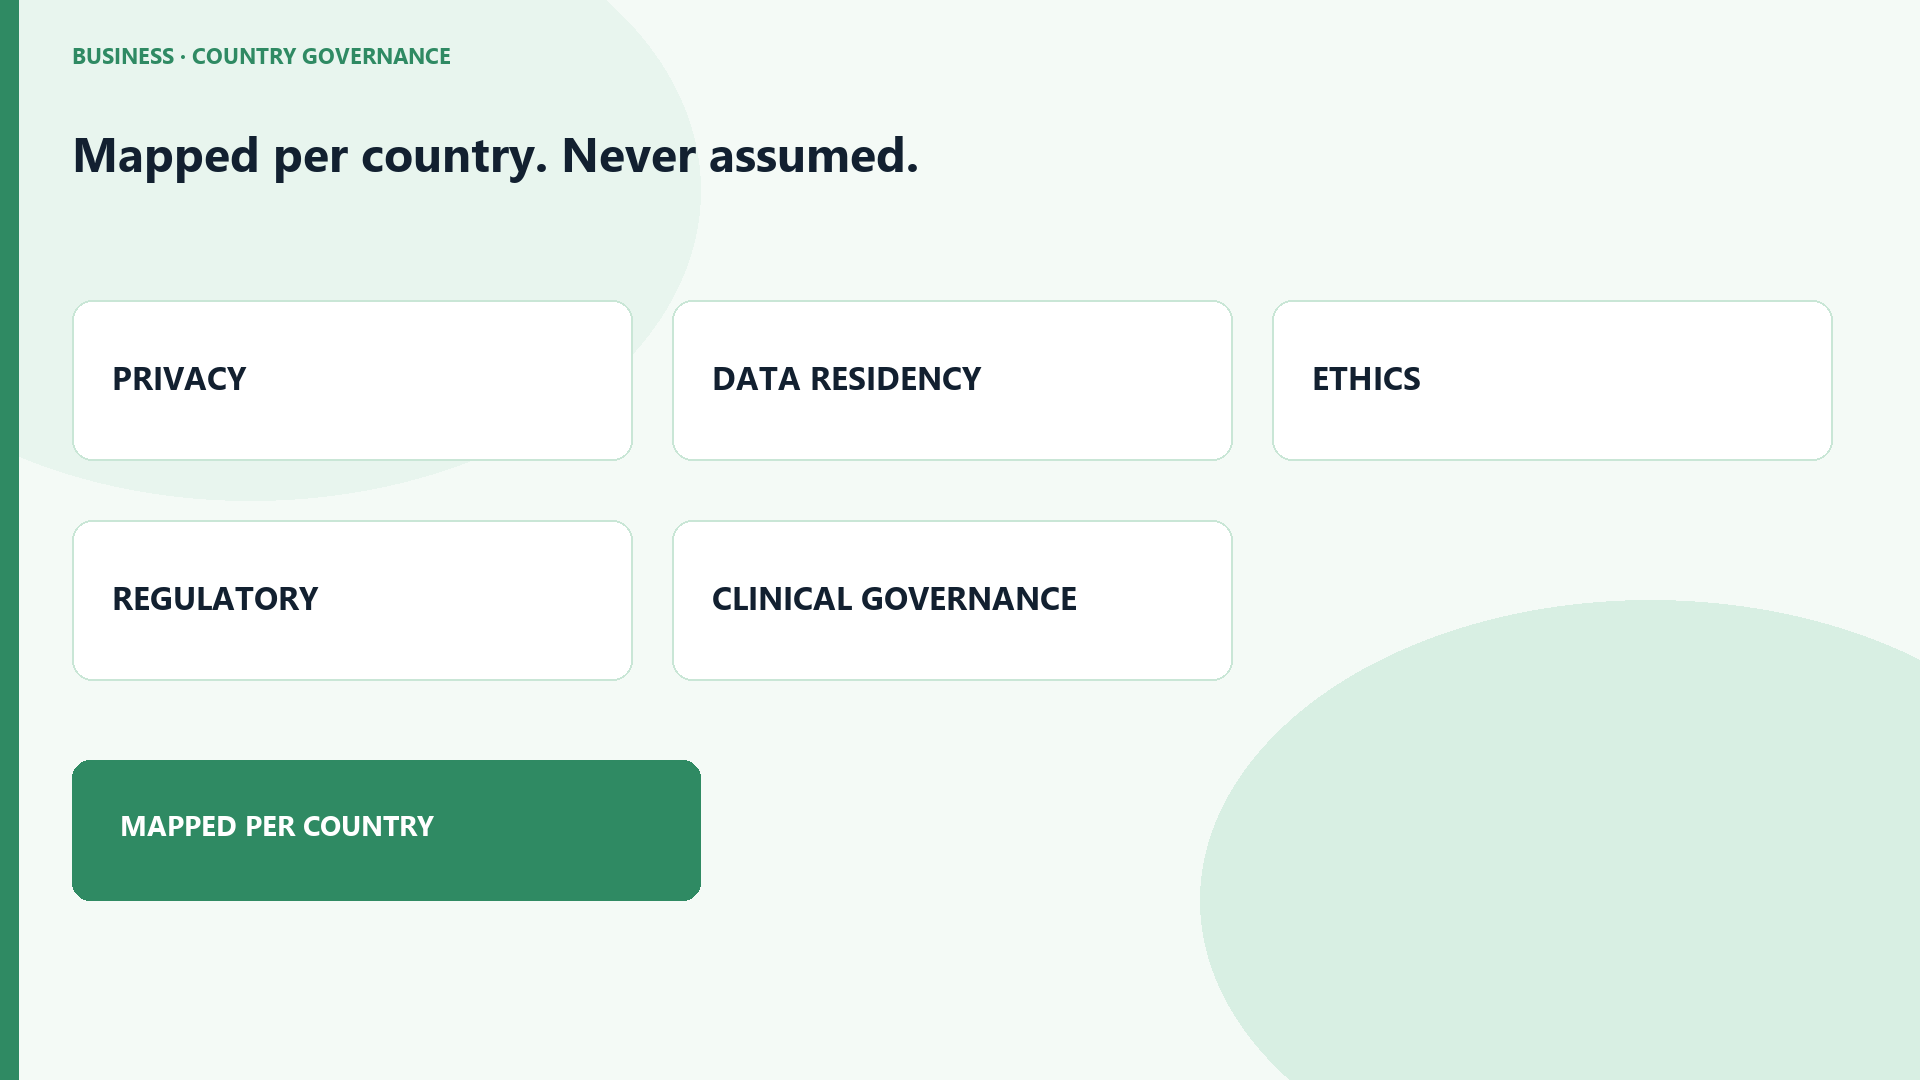 BUSINESS · COUNTRY GOVERNANCE
Mapped per country. Never assumed.
PRIVACY
DATA RESIDENCY
ETHICS
REGULATORY
CLINICAL GOVERNANCE
MAPPED PER COUNTRY